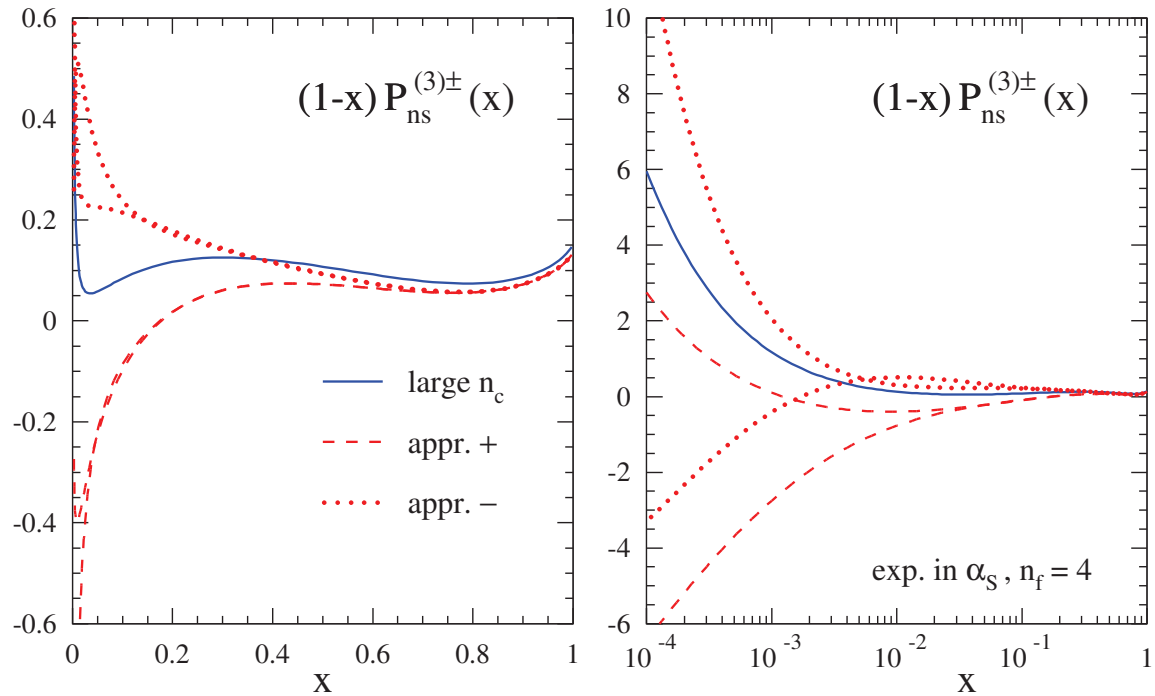 (1-x) P_ns^(3)± (x)
0.6
0.4
0.2
0
-0.2
-0.4
-0.6
large n_c
appr. +
appr. −
0 0.2 0.4 0.6 0.8 1
x
(1-x) P_ns^(3)± (x)
10
8
6
4
2
0
-2
-4
-6
exp. in α_S , n_f = 4
10^-4 10^-3 10^-2 10^-1 1
x